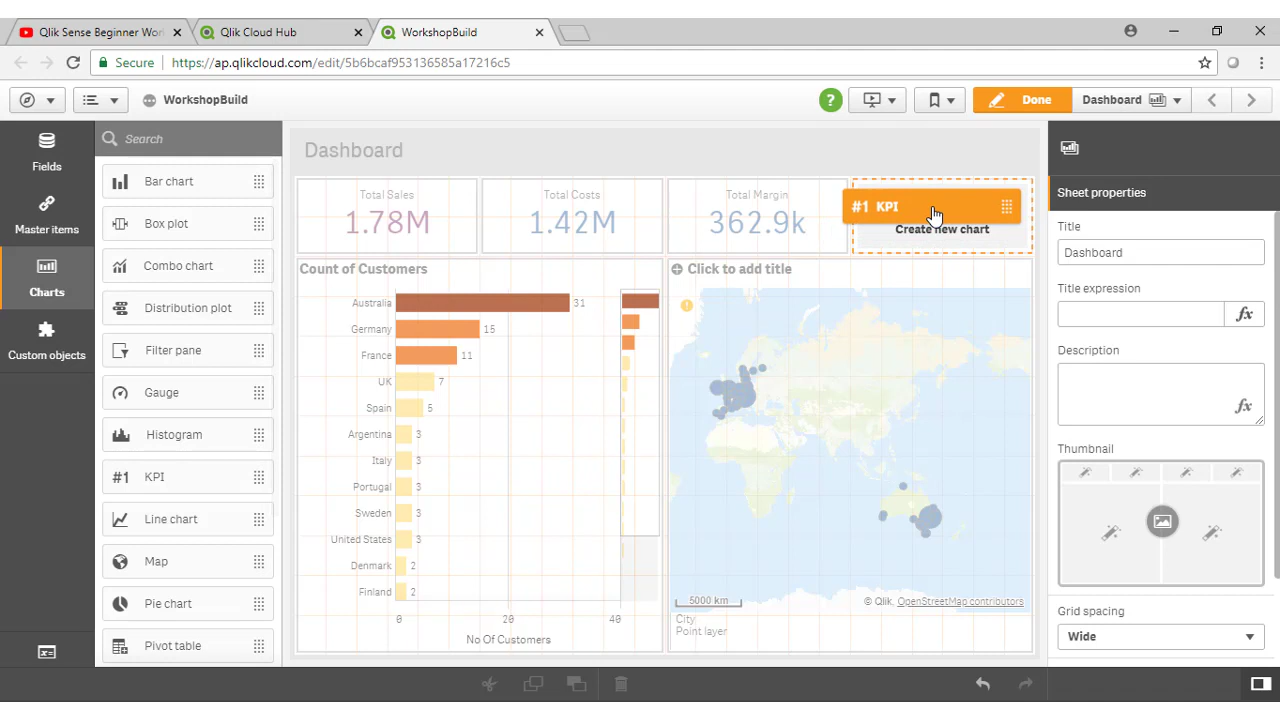 Qlik Sense Beginner Wor
Qlik Cloud Hub
WorkshopBuild
Secure
https://ap.qlikcloud.com/edit/5b6bcaf953136585a17216c5
WorkshopBuild
?
Done
Dashboard
Fields
Master items
Charts
Custom objects
Search
Bar chart
Box plot
Combo chart
Distribution plot
Filter pane
Gauge
Histogram
#1 KPI
Line chart
Map
Pie chart
Pivot table
Dashboard
Total Sales
1.78M
Total Costs
1.42M
Total Margin
362.9k
#1 KPI
Create new chart
Count of Customers
Australia 31
Germany 15
France 11
UK 7
Spain 5
Argentina 3
Italy 3
Portugal 3
Sweden 3
United States 3
Denmark 2
Finland 2
0 20 40
No Of Customers
Click to add title
5000 km
© Qlik, OpenStreetMap contributors
City
Point layer
Sheet properties
Title
Dashboard
Title expression
fx
Description
fx
Thumbnail
Grid spacing
Wide